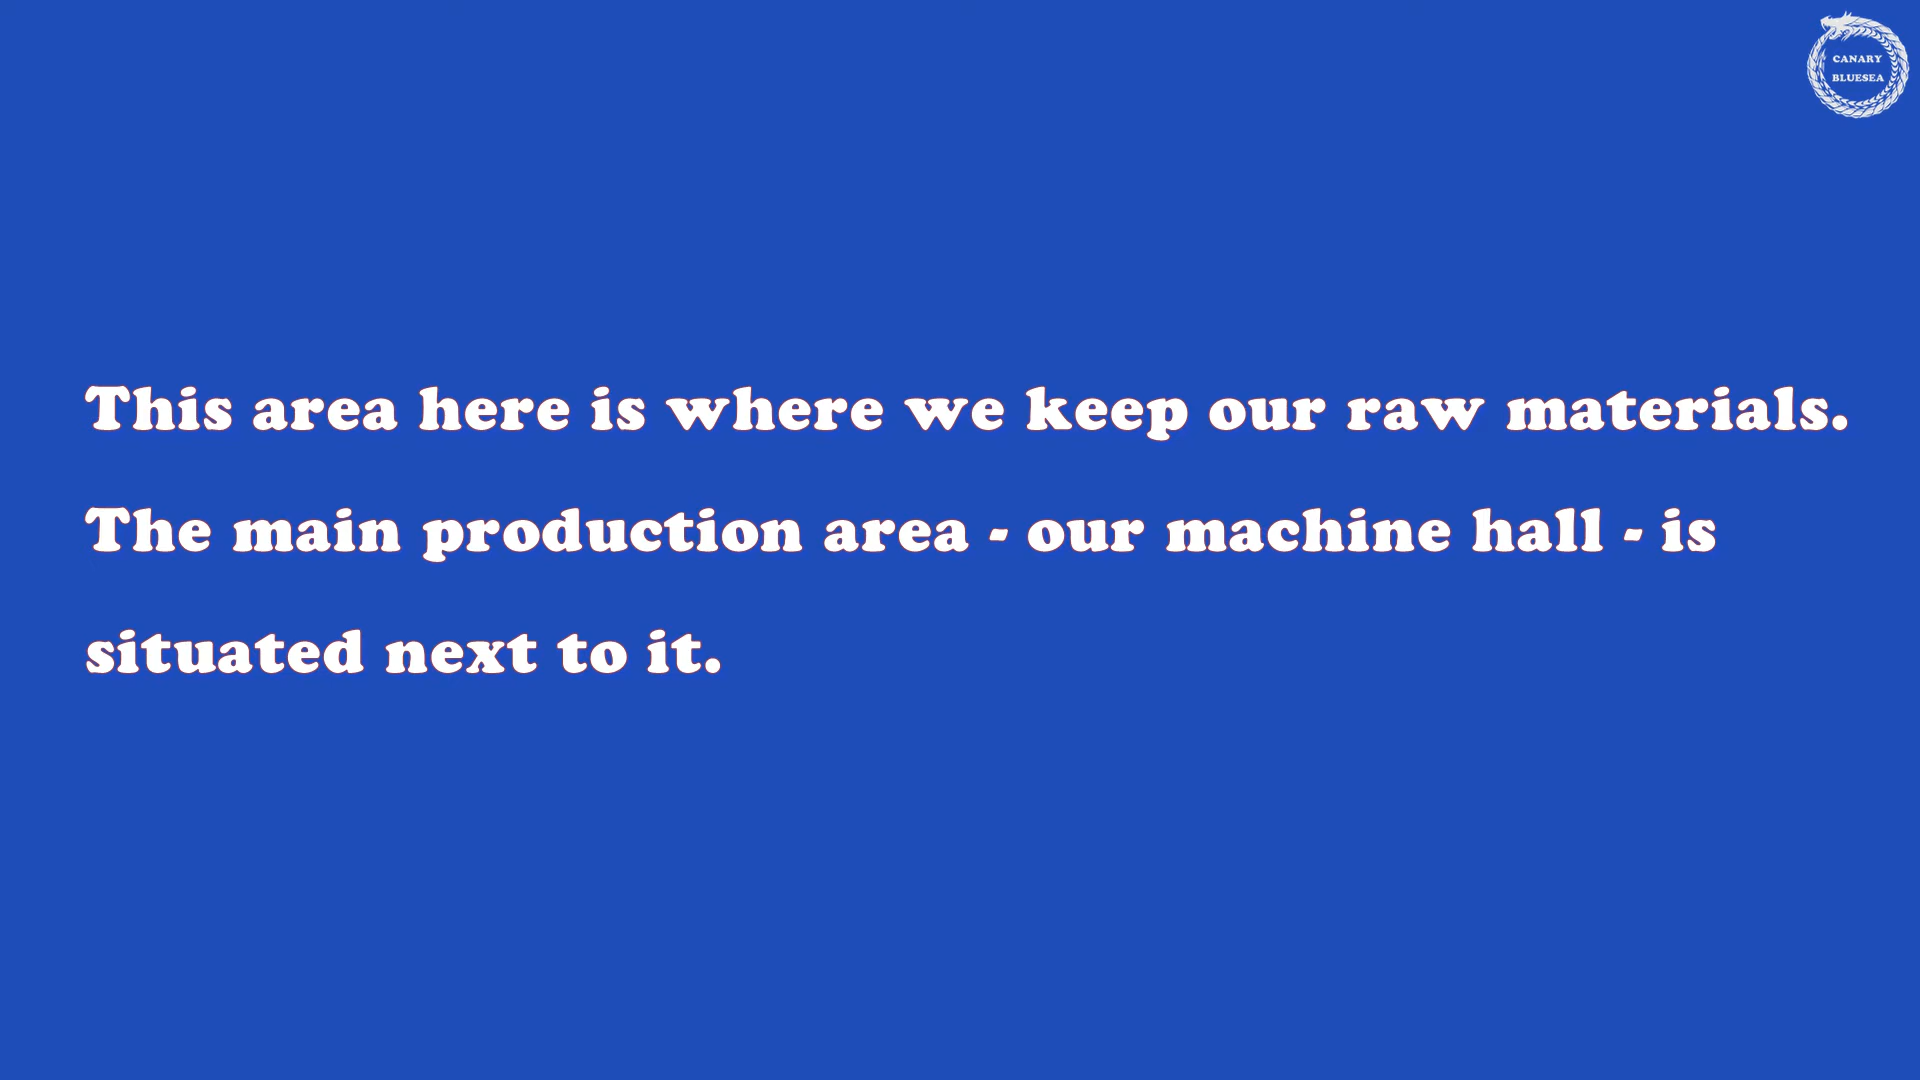 CANARY
BLUESEA
This area here is where we keep our raw materials.
The main production area - our machine hall - is
situated next to it.